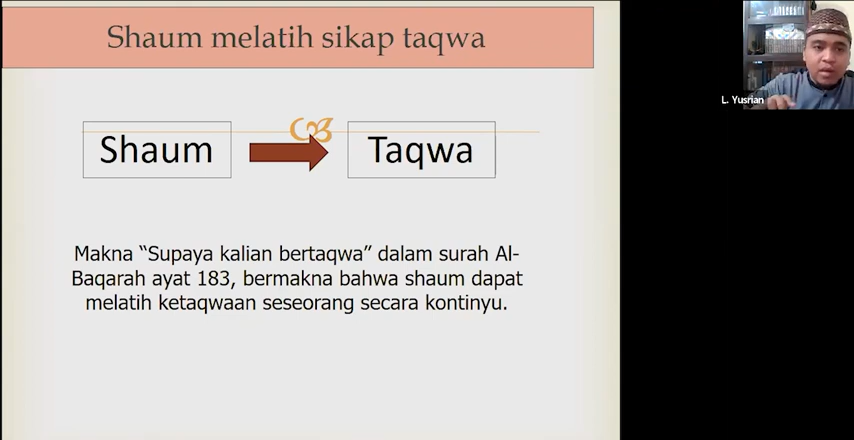 Shaum melatih sikap taqwa
Shaum
Taqwa
Makna “Supaya kalian bertaqwa” dalam surah Al-
Baqarah ayat 183, bermakna bahwa shaum dapat
melatih ketaqwaan seseorang secara kontinyu.
L. Yusrian